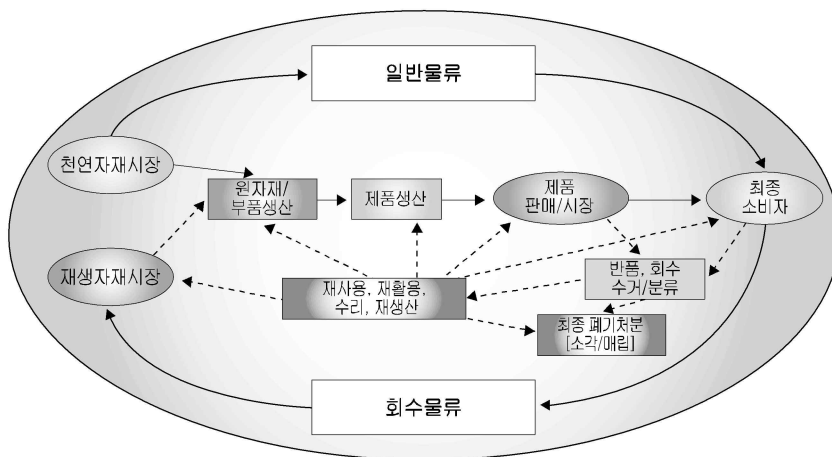 일반물류
천연자재시장
원자재/
부품생산
제품생산
제품
판매/시장
최종
소비자
재생자재시장
재사용, 재활용,
수리, 재생산
반품, 회수
수거/분류
최종 폐기처분
[소각/매립]
회수물류